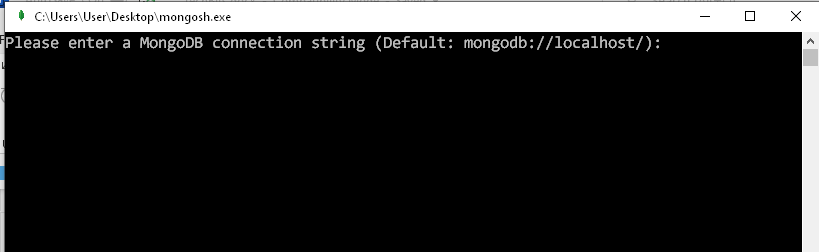 C:\Users\User\Desktop\mongosh.exe
Please enter a MongoDB connection string (Default: mongodb://localhost/):